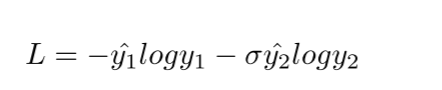 L = −ŷ₁logy₁ − σŷ₂logy₂